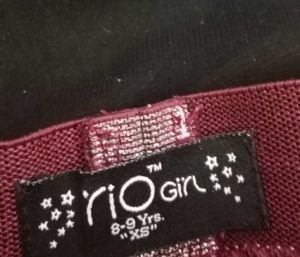 rio™ GirL
8-9 Yrs.
"XS"